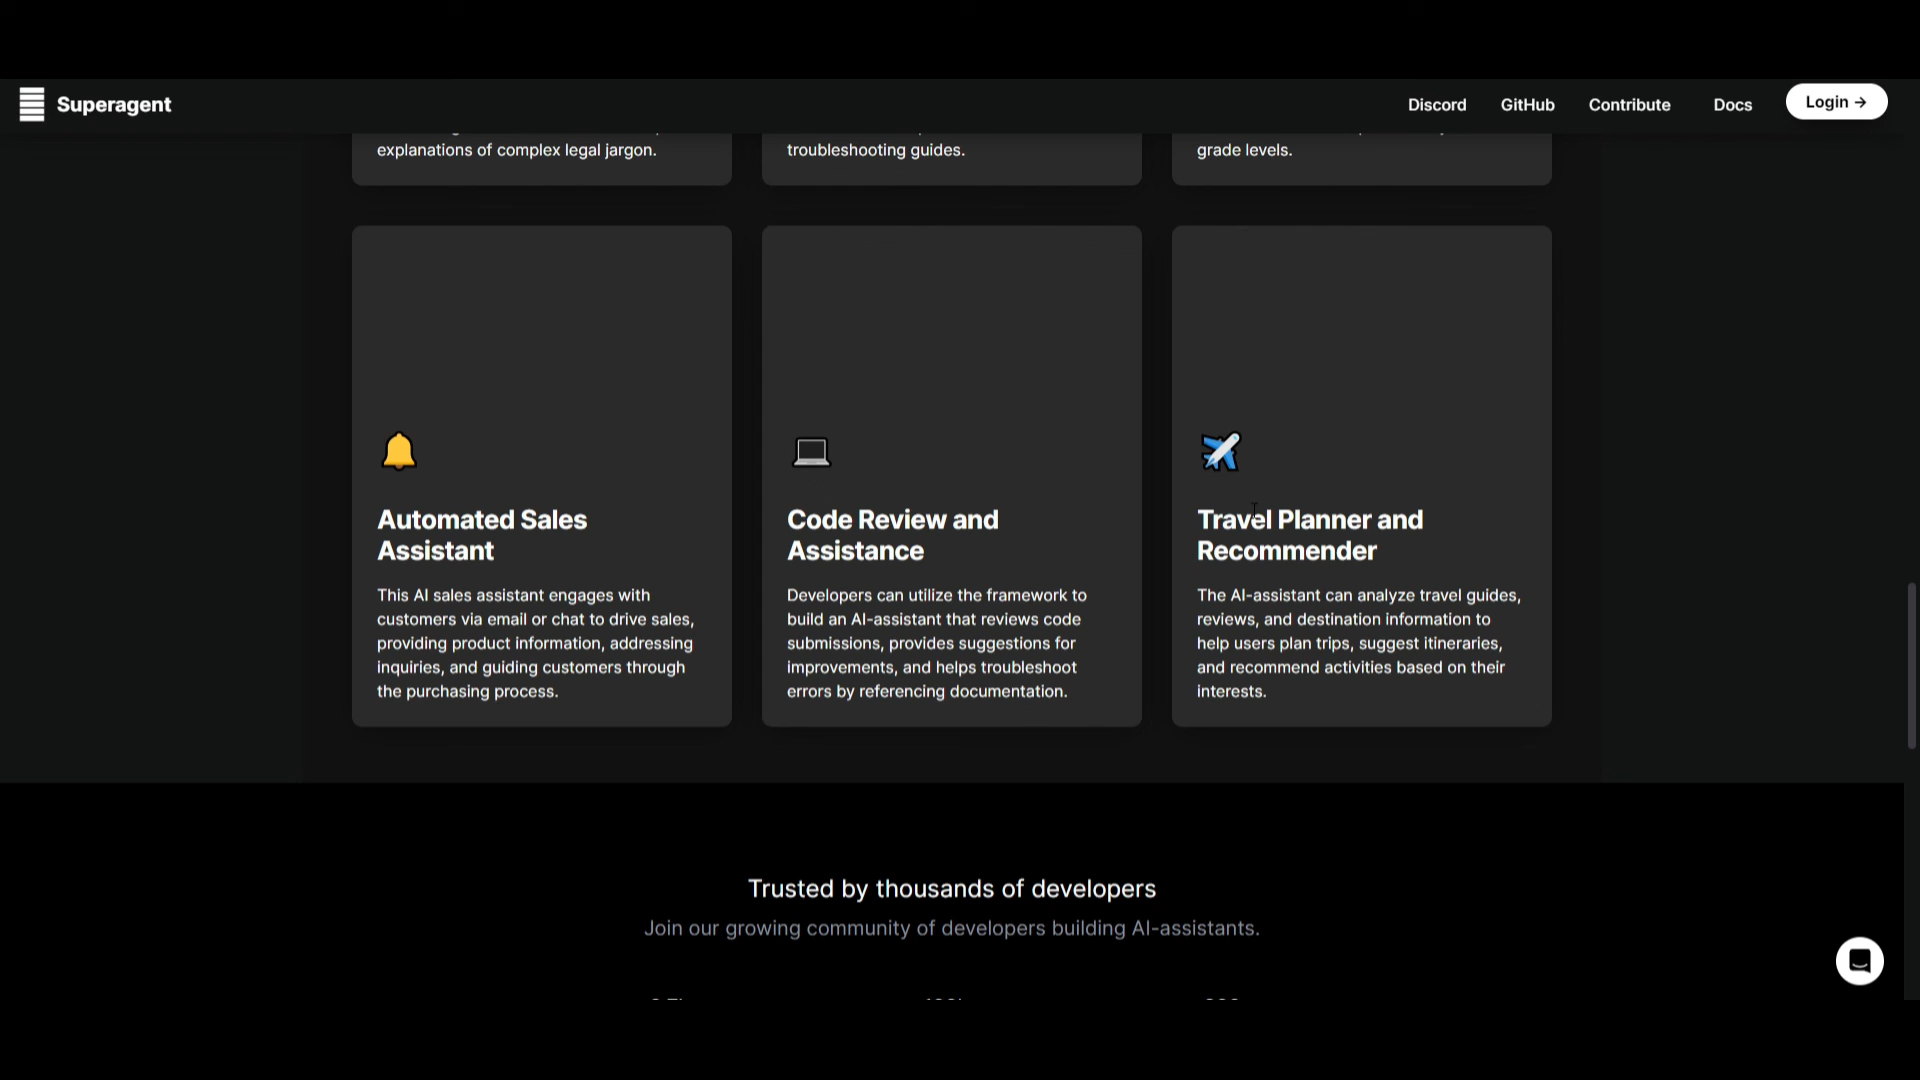 Superagent
Discord GitHub Contribute Docs Login →
explanations of complex legal jargon.
troubleshooting guides.
grade levels.
Automated Sales
Assistant
This AI sales assistant engages with
customers via email or chat to drive sales,
providing product information, addressing
inquiries, and guiding customers through
the purchasing process.
Code Review and
Assistance
Developers can utilize the framework to
build an AI-assistant that reviews code
submissions, provides suggestions for
improvements, and helps troubleshoot
errors by referencing documentation.
Travel Planner and
Recommender
The AI-assistant can analyze travel guides,
reviews, and destination information to
help users plan trips, suggest itineraries,
and recommend activities based on their
interests.
Trusted by thousands of developers
Join our growing community of developers building AI-assistants.